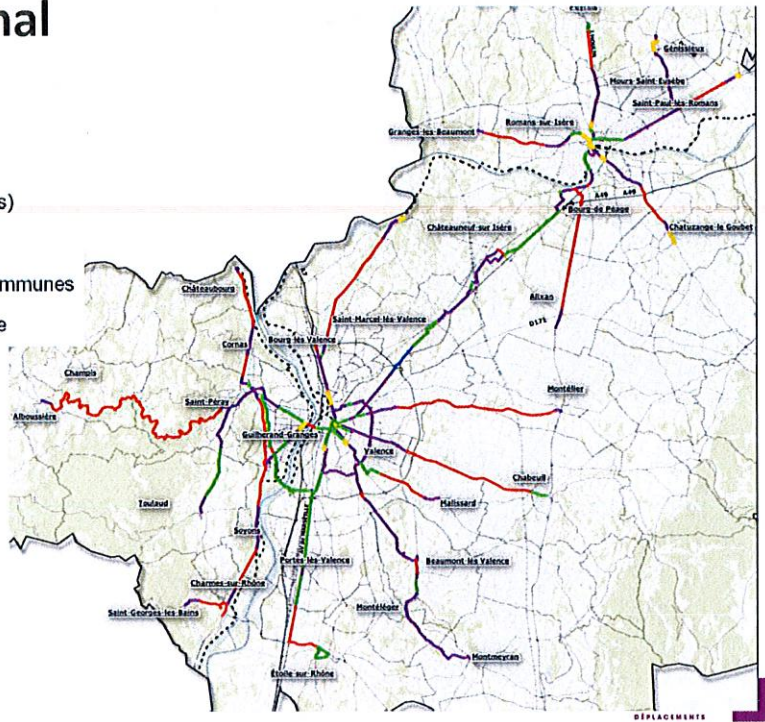 nal
s)
mmunes
e
Génissieux
Mours-Saint-Eusèbe
Saint-Paul-lès-Romans
Romans-sur-Isère
Granges-les-Beaumont
A49
A49
Bourg-de-Péage
Châteauneuf-sur-Isère
Chatuzange-le-Goubet
Châteaubourg
Alixan
Saint-Marcel-lès-Valence
Bourg-lès-Valence
Cornas
Champis
Montélier
Saint-Péray
Alboussière
Guilherand-Granges
Valence
Chabeuil
Toulaud
Malissard
Soyons
Portes-lès-Valence
Beaumont-lès-Valence
Charmes-sur-Rhône
Saint-Georges-les-Bains
Montéléger
Montmeyran
Étoile-sur-Rhône
DÉPLACEMENTS